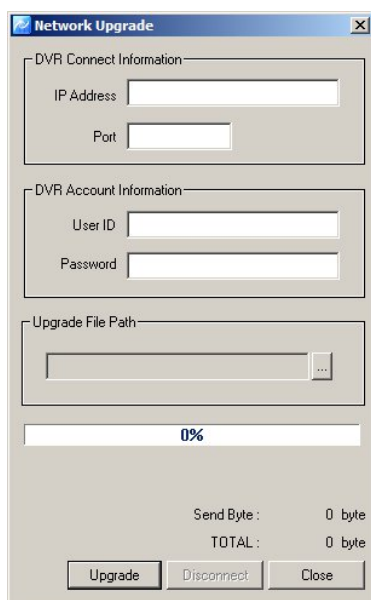 Network Upgrade
DVR Connect Information
IP Address
Port
DVR Account Information
User ID
Password
Upgrade File Path
...
0%
Send Byte : 0 byte
TOTAL : 0 byte
Upgrade Disconnect Close